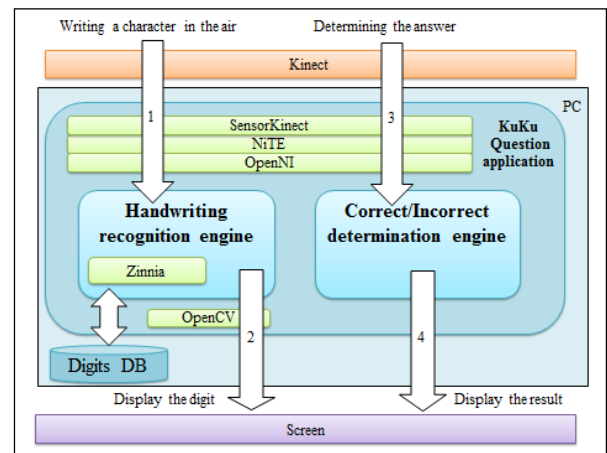 Writing a character in the air
Determining the answer
Kinect
PC
1
3
SensorKinect
NiTE
OpenNI
KuKu
Question
application
Handwriting
recognition engine
Zinnia
Correct/Incorrect
determination engine
OpenCV
2
4
Digits DB
Display the digit
Display the result
Screen